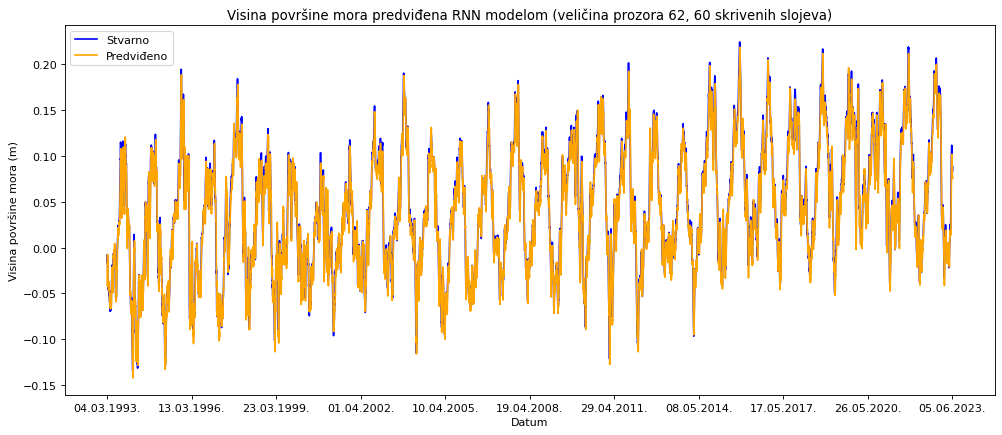 Visina površine mora predviđena RNN modelom (veličina prozora 62, 60 skrivenih slojeva)
Stvarno
Predviđeno
Visina površine mora (m)
0.20
0.15
0.10
0.05
0.00
−0.05
−0.10
−0.15
04.03.1993. 13.03.1996. 22.03.1999. 01.04.2002. 10.04.2005. 19.04.2008. 29.04.2011. 08.05.2014. 17.05.2017. 26.05.2020. 05.06.2023.
Datum